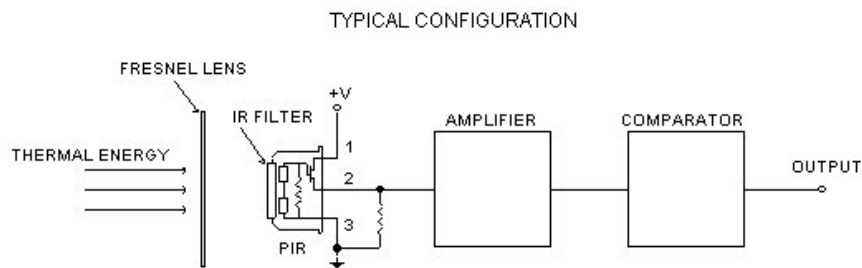 TYPICAL CONFIGURATION
FRESNEL LENS
+V
IR FILTER
AMPLIFIER
COMPARATOR
THERMAL ENERGY
1
2
3
OUTPUT
PIR